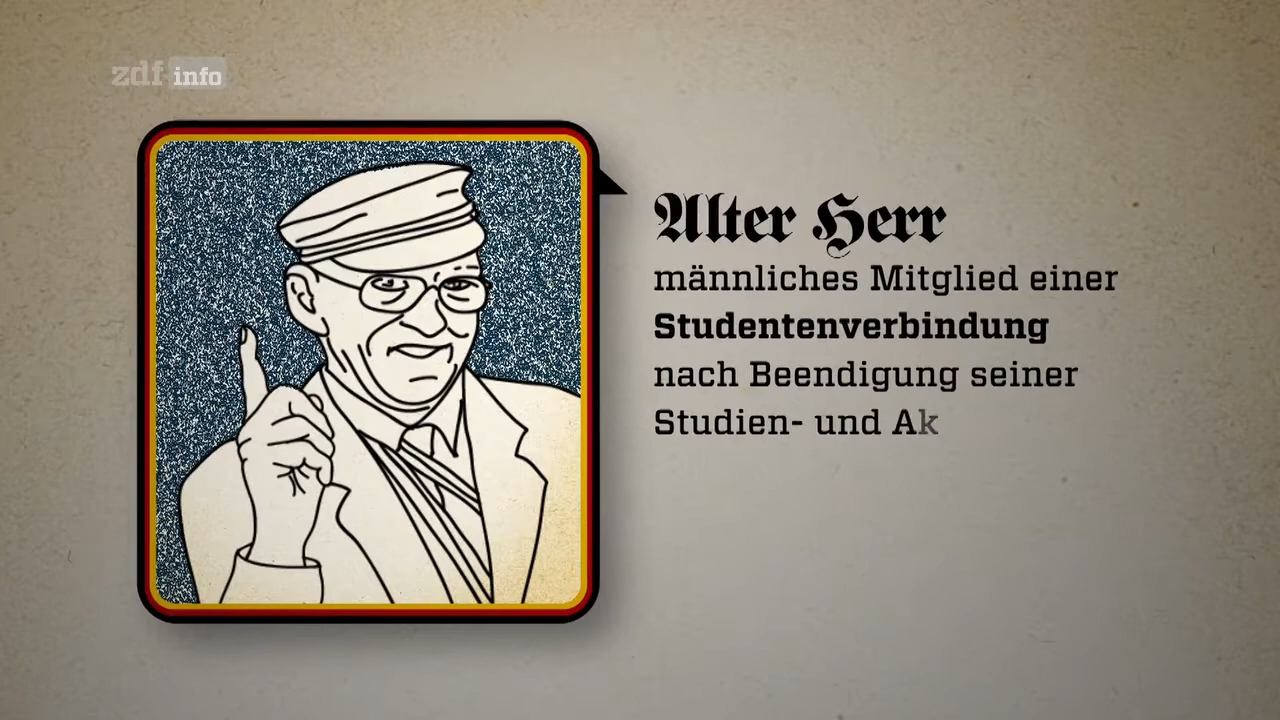 zdf info
Alter Herr
männliches Mitglied einer
Studentenverbindung
nach Beendigung seiner
Studien- und Ak